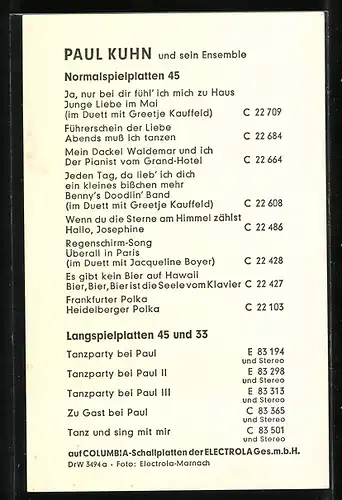 PAUL KUHN und sein Ensemble
Normalspielplatten 45
Ja, nur bei dir fühl' ich mich zu Haus
Junge Liebe im Mai
(im Duett mit Greetje Kauffeld) C 22 709
Führerschein der Liebe
Abends muß ich tanzen C 22 684
Mein Dackel Waldemar und ich
Der Pianist vom Grand-Hotel C 22 664
Jeden Tag, da lieb' ich dich
ein kleines bißchen mehr
Benny's Doodlin' Band
(im Duett mit Greetje Kauffeld) C 22 608
Wenn du die Sterne am Himmel zählst
Hallo, Josephine C 22 486
Regenschirm-Song
Überall in Paris
(im Duett mit Jacqueline Boyer) C 22 428
Es gibt kein Bier auf Hawaii
Bier, Bier, Bier ist die Seele vom Klavier C 22 427
Frankfurter Polka
Heidelberger Polka C 22 103
Langspielplatten 45 und 33
Tanzparty bei Paul E 83 194
und Stereo
Tanzparty bei Paul II E 83 298
und Stereo
Tanzparty bei Paul III E 83 313
und Stereo
Zu Gast bei Paul C 83 365
und Stereo
Tanz und sing mit mir C 83 501
und Stereo
auf COLUMBIA-Schallplatten der ELECTROLA Ges.m.b.H.
DrW 3494a • Foto: Electrola-Marnach